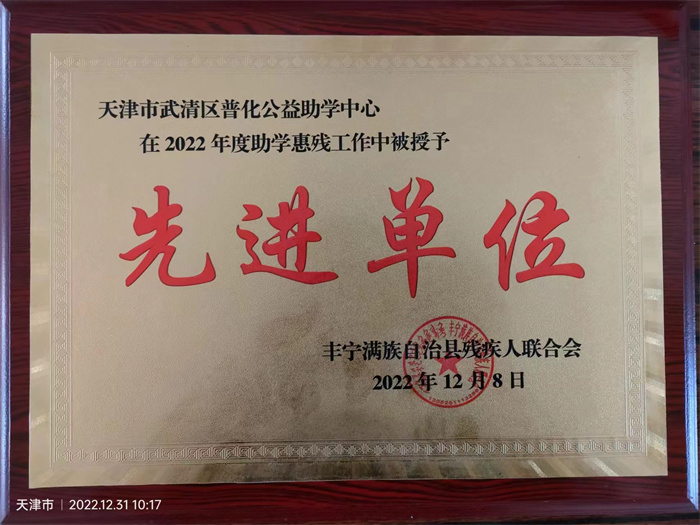 天津市武清区普化公益助学中心
在2022年度助学惠残工作中被授予
先进单位
丰宁满族自治县残疾人联合会
2022年12月8日
天津市 | 2022.12.31 10:17